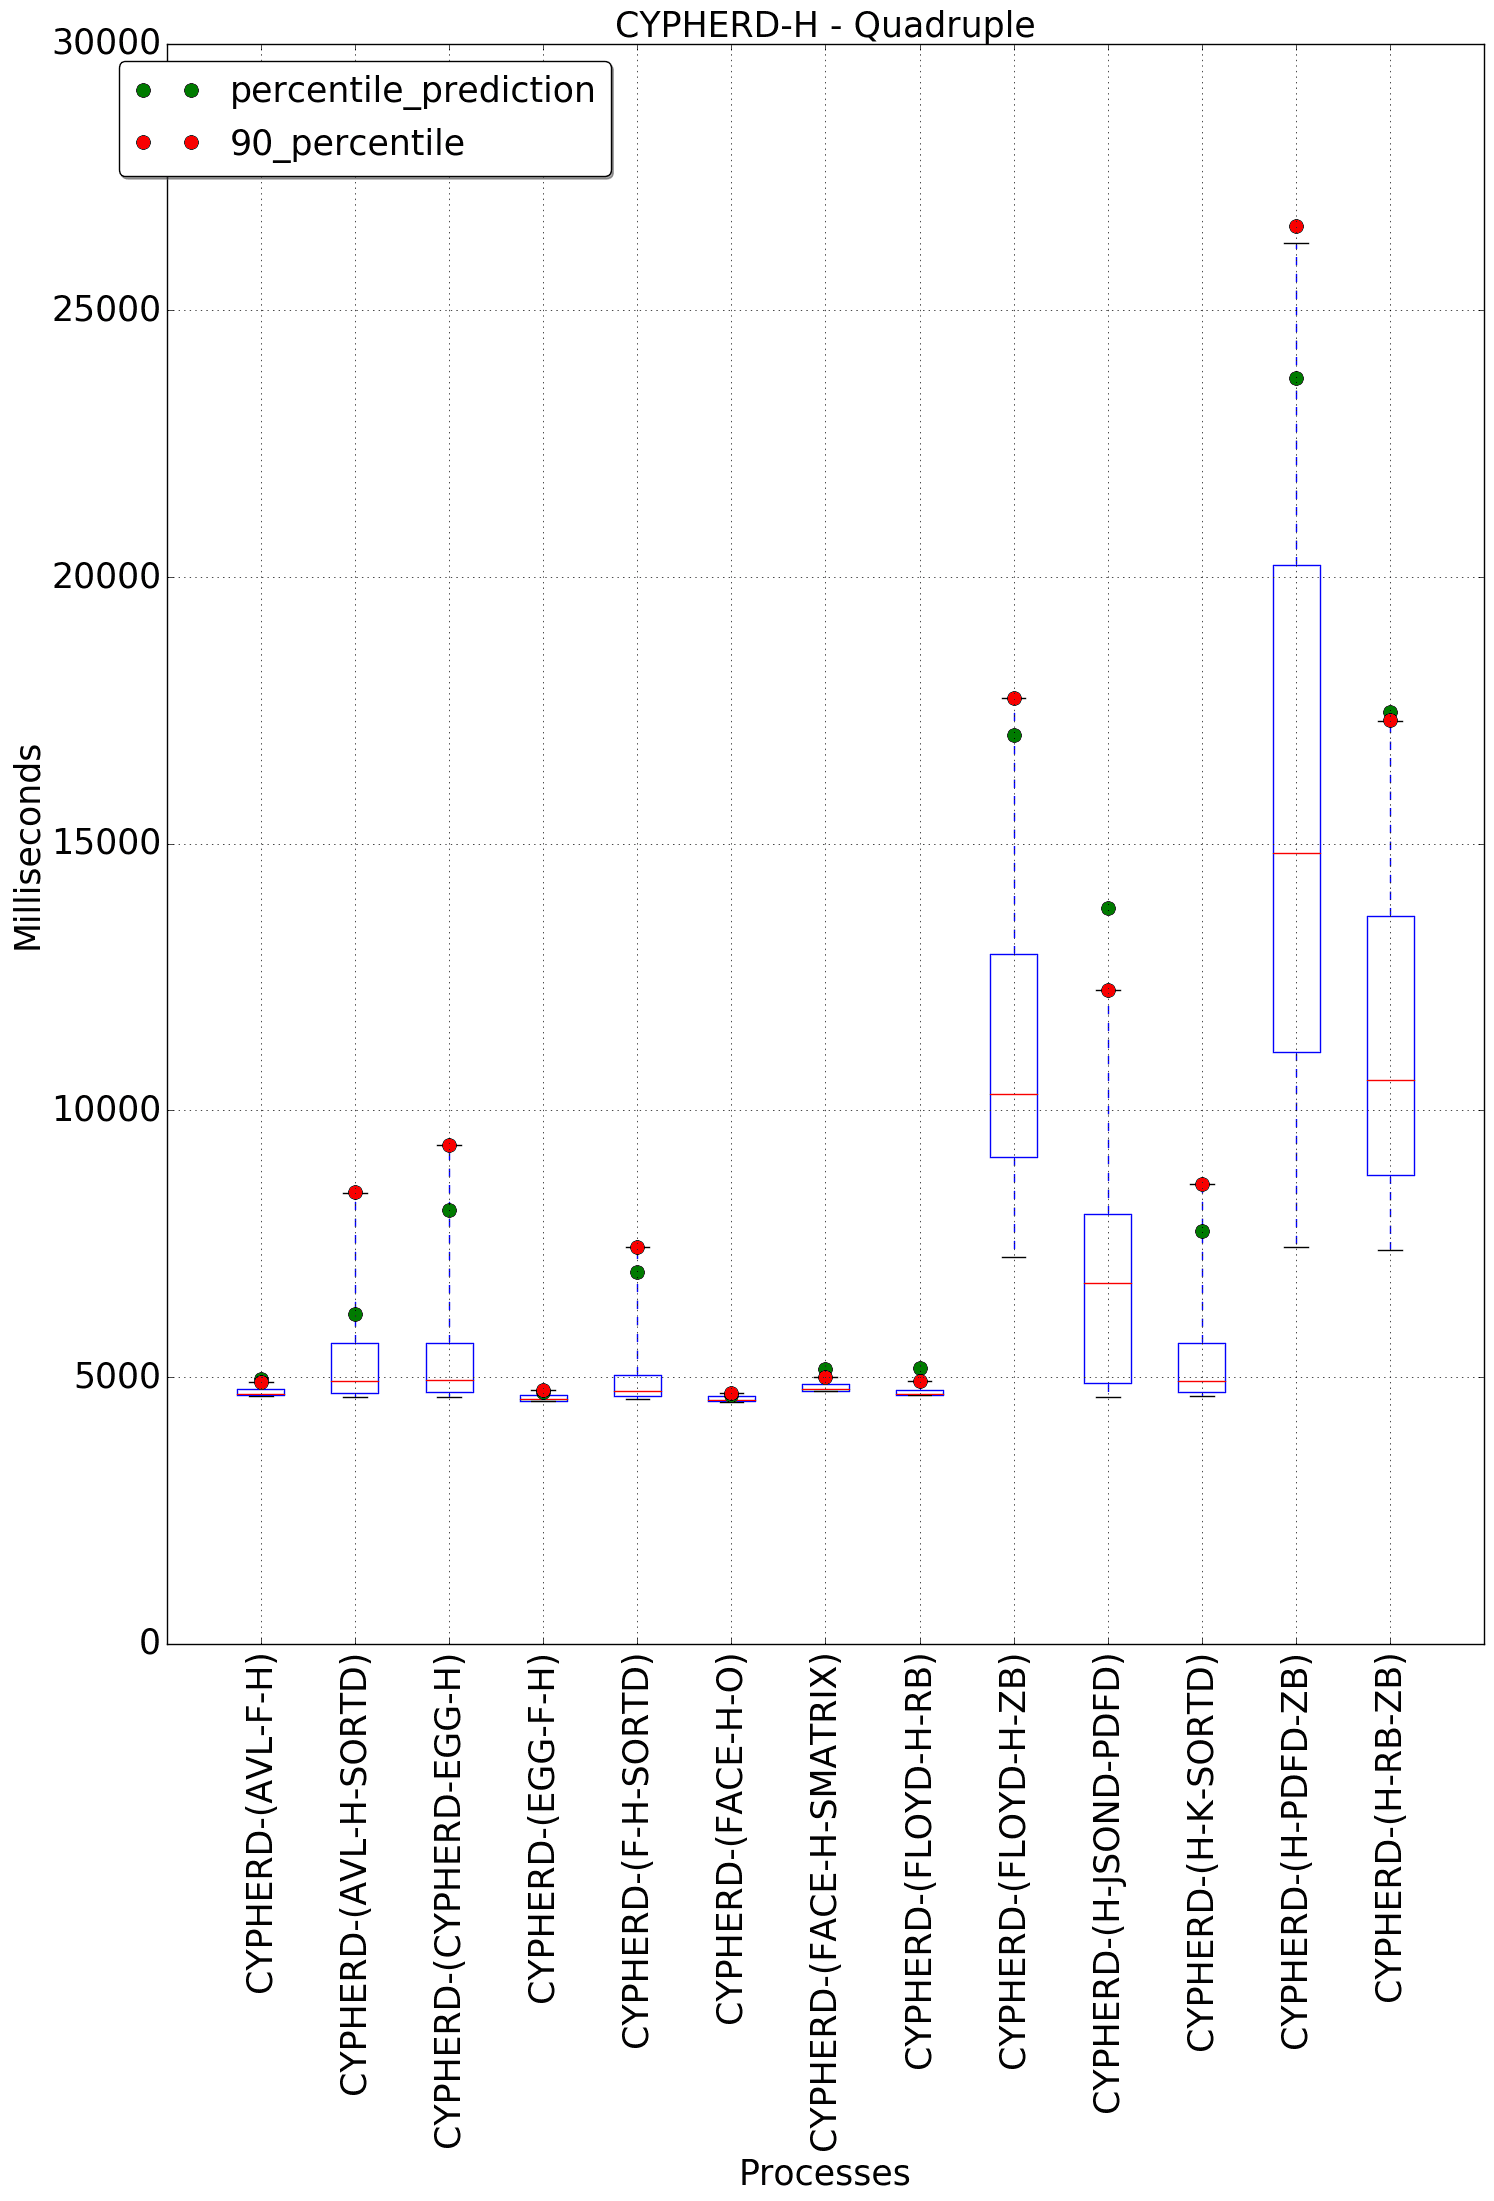 CYPHERD-H - Quadruple
percentile_prediction
90_percentile
30000
25000
20000
15000
10000
5000
0
Milliseconds
CYPHERD-(AVL-F-H)
CYPHERD-(AVL-H-SORTD)
CYPHERD-(CYPHERD-EGG-H)
CYPHERD-(EGG-F-H)
CYPHERD-(F-H-SORTD)
CYPHERD-(FACE-H-O)
CYPHERD-(FACE-H-SMATRIX)
CYPHERD-(FLOYD-H-RB)
CYPHERD-(FLOYD-H-ZB)
CYPHERD-(H-JSOND-PDFD)
CYPHERD-(H-K-SORTD)
CYPHERD-(H-PDFD-ZB)
CYPHERD-(H-RB-ZB)
Processes